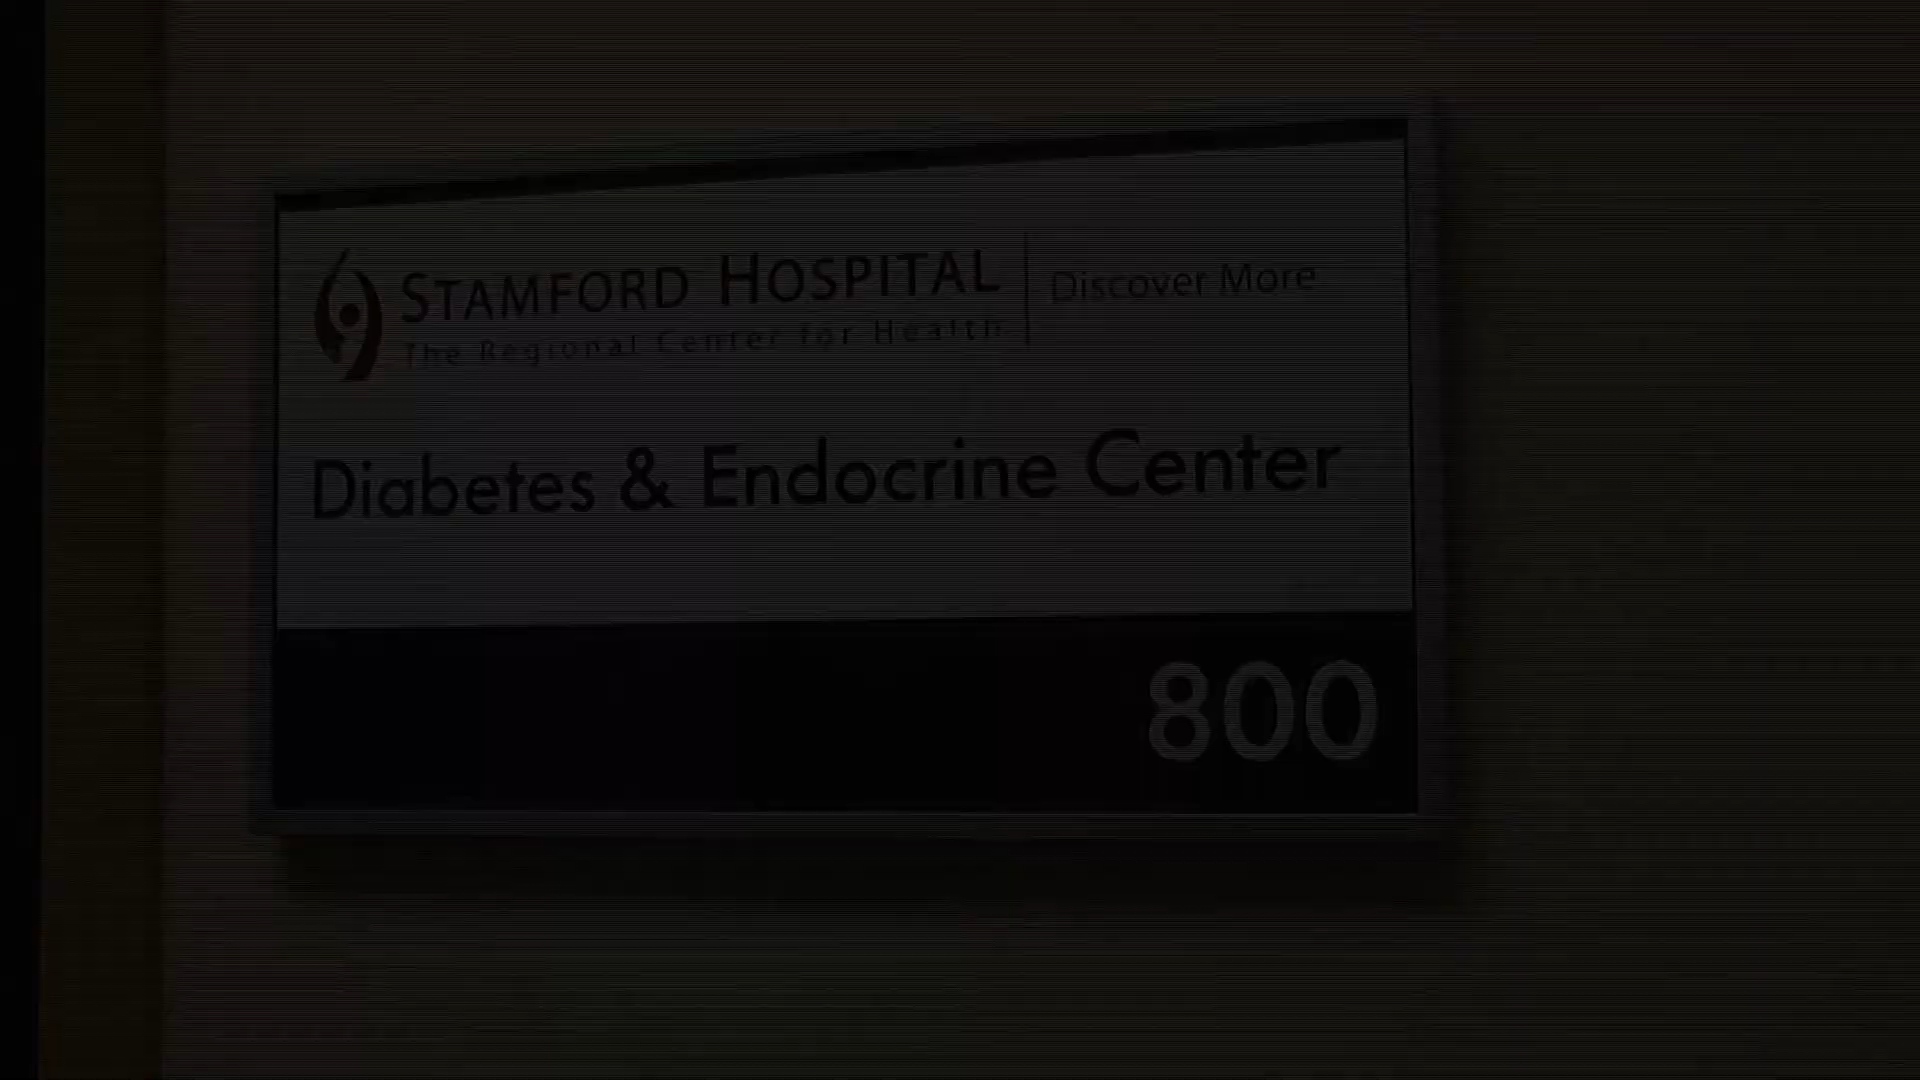 STAMFORD HOSPITAL
The Regional Center for Health
Discover More
Diabetes & Endocrine Center
800